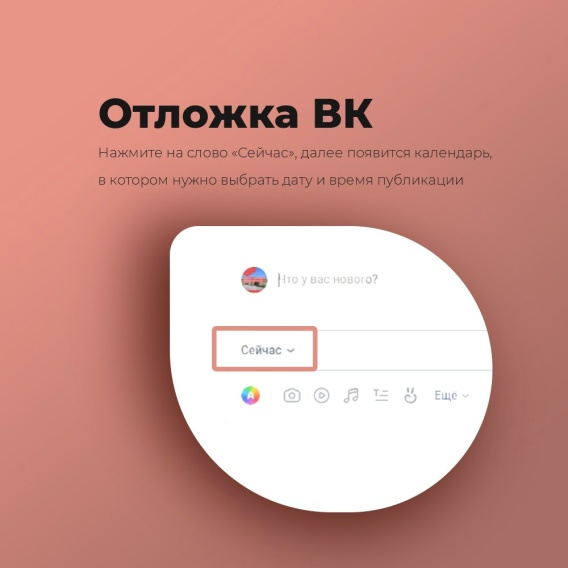 Отложка ВК
Нажмите на слово «Сейчас», далее появится календарь,
в котором нужно выбрать дату и время публикации
Что у вас нового?
Сейчас
A
Ещё